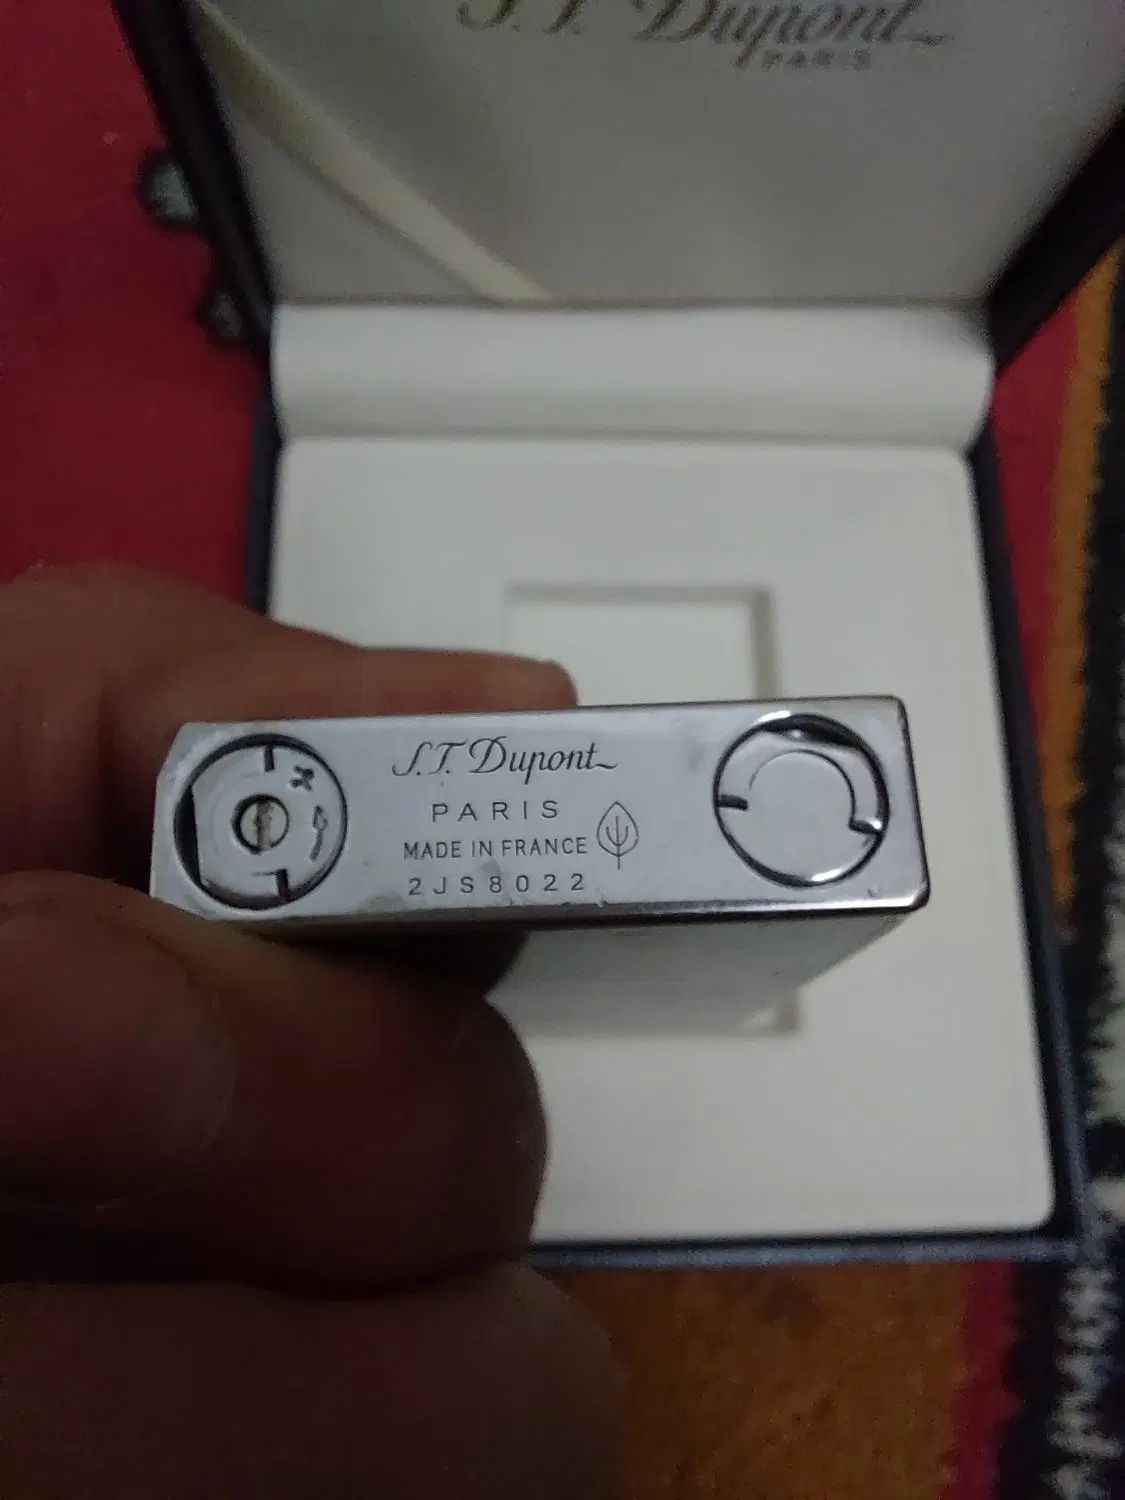 S.T. Dupont
PARIS
S.T. Dupont
PARIS
MADE IN FRANCE
2JS8022